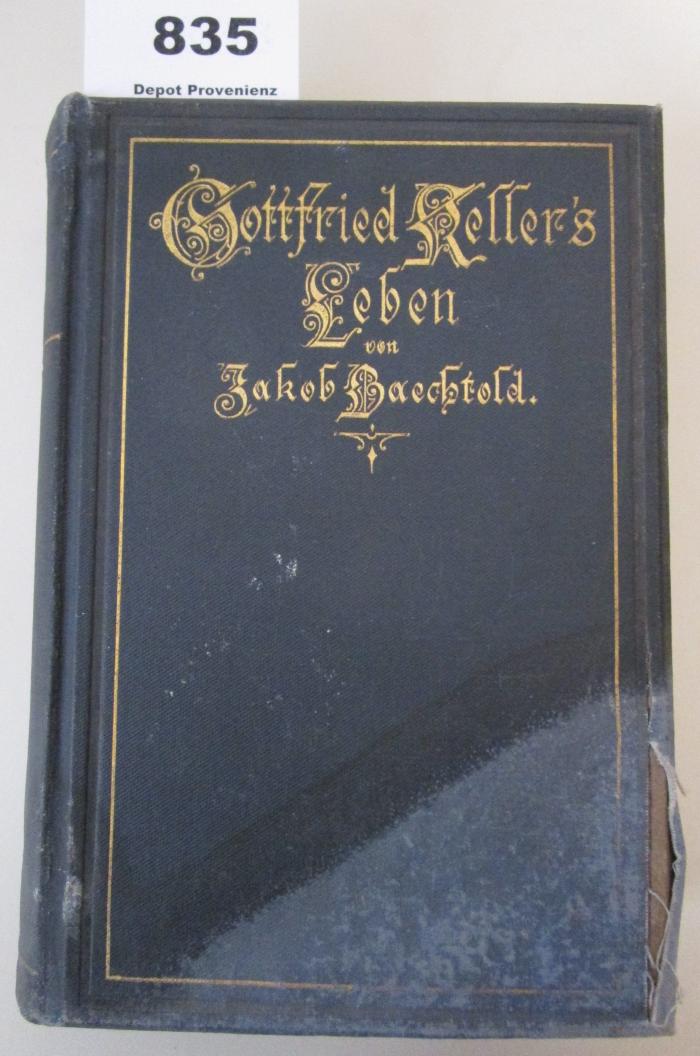 835
Depot Provenienz
Gottfried Keller's
Leben
von
Jakob Baechtold.